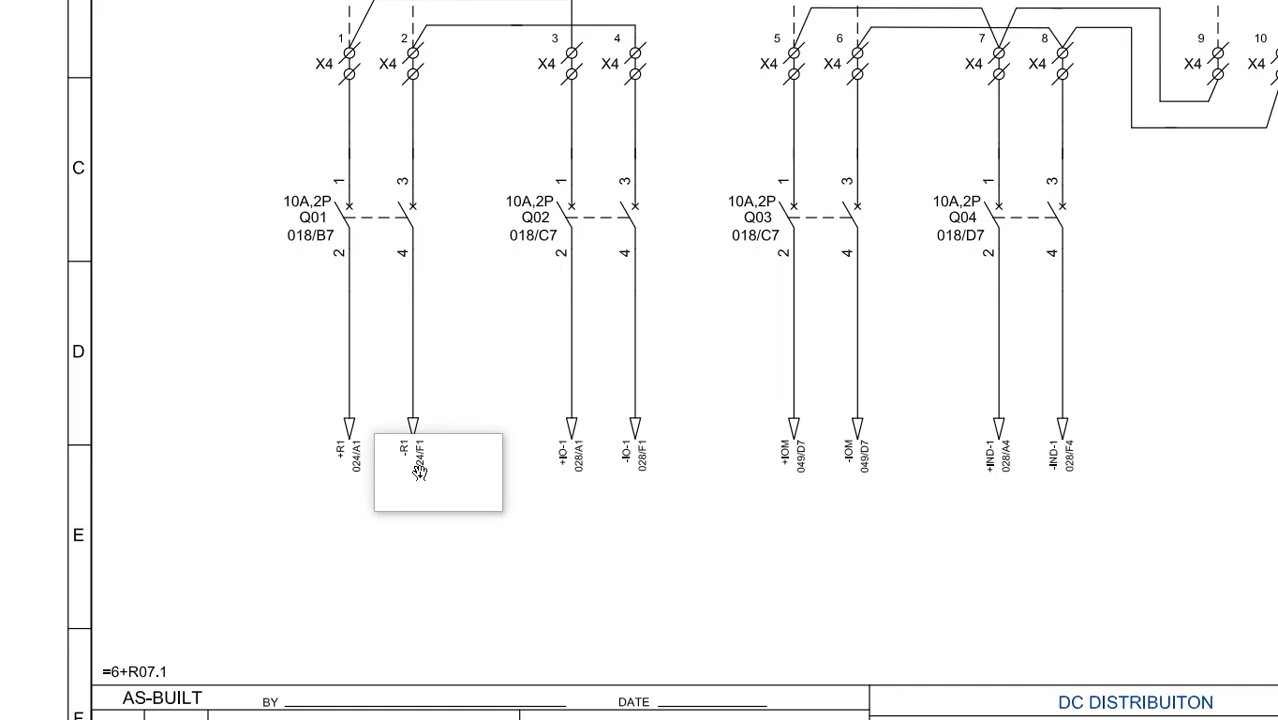 1 2 3 4 5 6 7 8 9 10
X4 X4 X4 X4 X4 X4 X4 X4 X4 X4
C
1 3 1 3 1 3 1 3
10A,2P 10A,2P 10A,2P 10A,2P
Q01 Q02 Q03 Q04
018/B7 018/C7 018/C7 018/D7
2 4 2 4 2 4 2 4
D
+R1 -R1 +IO-1 -IO-1 +IOM -IOM +IND-1 -IND-1
024/A1 024/F1 028/A1 028/F1 049/D7 049/D7 028/A4 028/F4
E
=6+R07.1
AS-BUILT BY DATE DC DISTRIBUITON